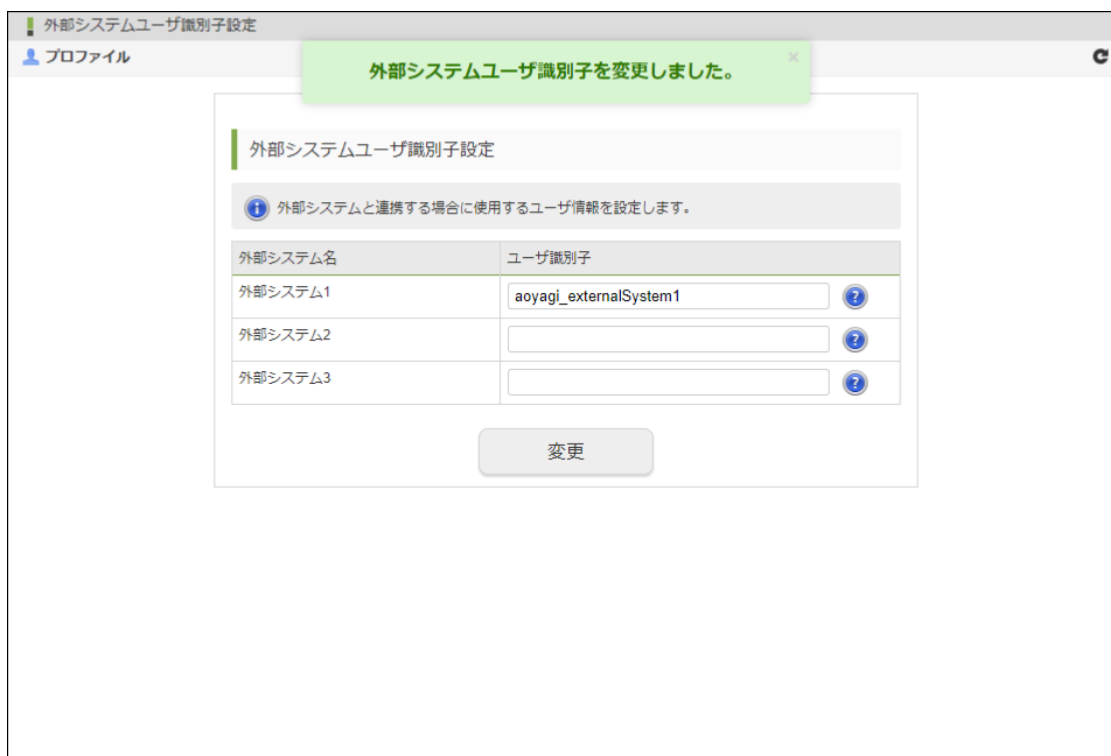 外部システムユーザ識別子設定
プロファイル
外部システムユーザ識別子を変更しました。
×
外部システムユーザ識別子設定
外部システムと連携する場合に使用するユーザ情報を設定します。
外部システム名 ユーザ識別子
外部システム1 aoyagi_externalSystem1
外部システム2
外部システム3
変更